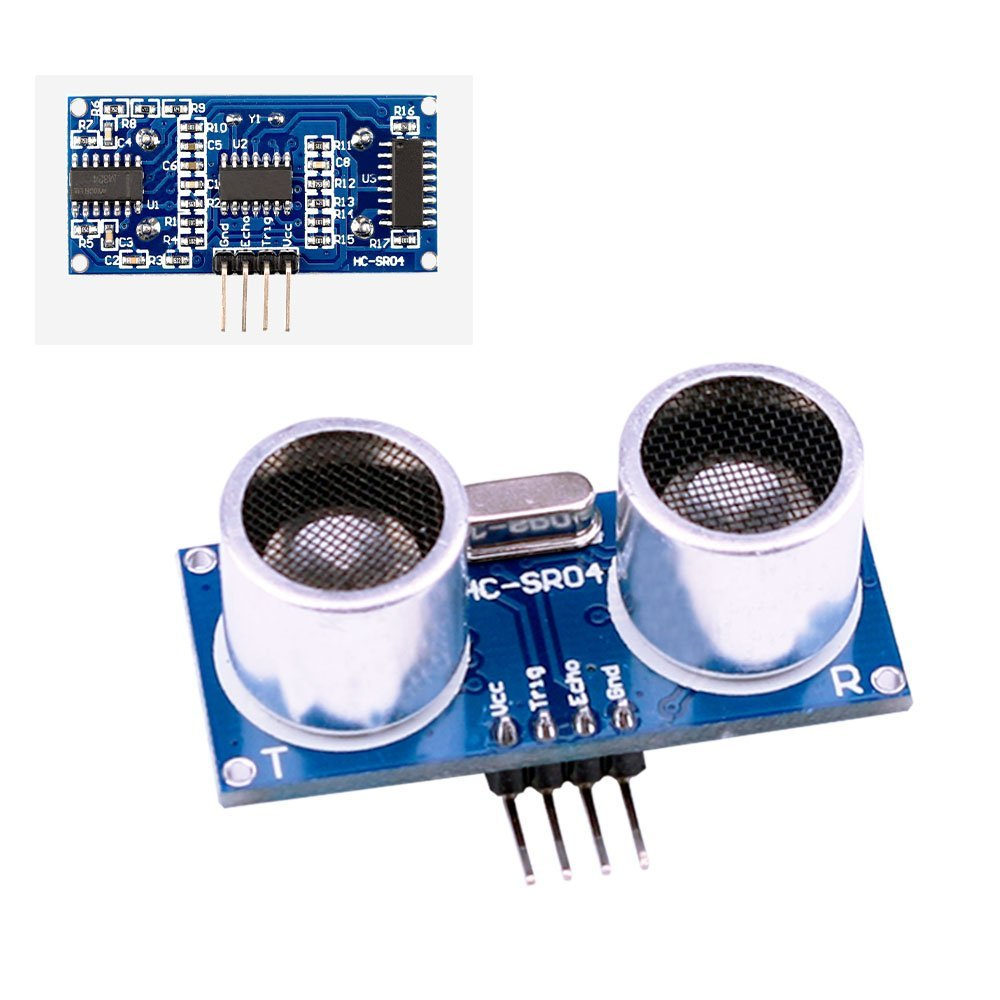 R6
R9
R16
R7
R8
R10
Y1
C4
C5
U2
R11
C6
C8
M324
C1
R12
U3
U1
R2
R13
R1
R14
R5
C3
R4
R15
R17
C2
R3
Gnd
Echo
Trig
Vcc
HC-SR04
HC-SR04
Vcc
Trig
Echo
Gnd
T
R